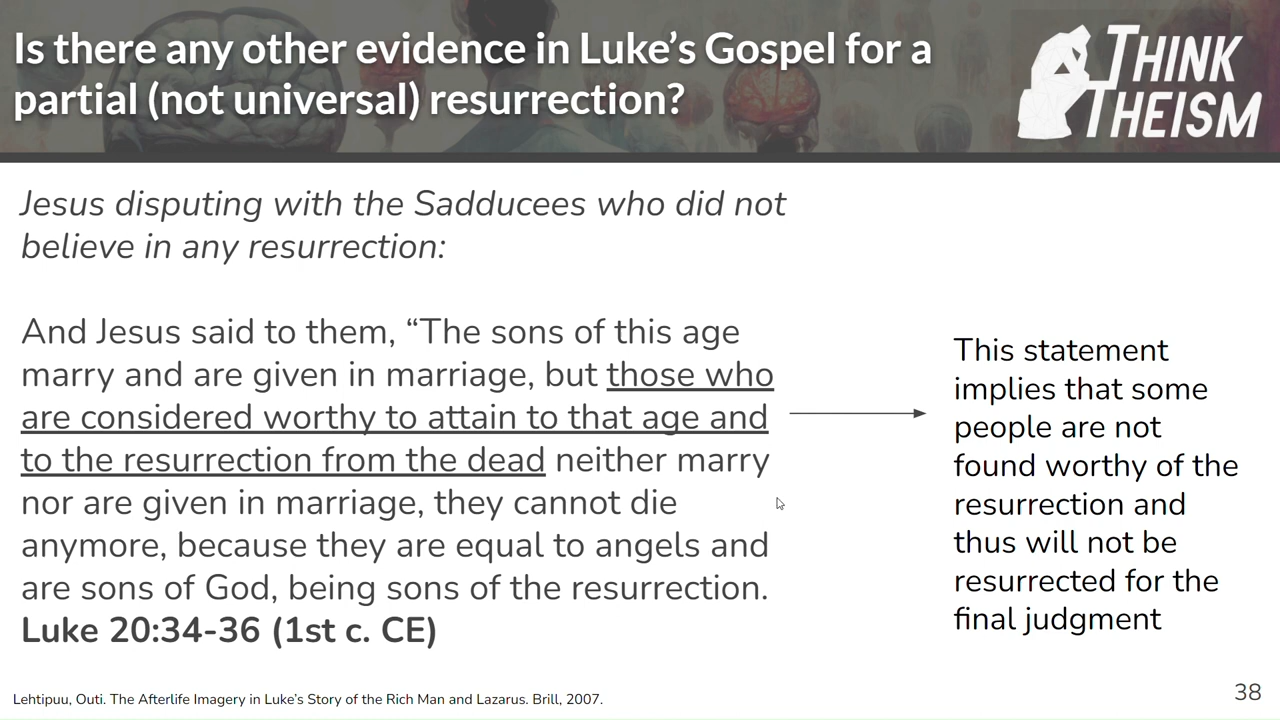 Is there any other evidence in Luke's Gospel for a
partial (not universal) resurrection?
THINK
THEISM
Jesus disputing with the Sadducees who did not
believe in any resurrection:
And Jesus said to them, “The sons of this age
marry and are given in marriage, but those who
are considered worthy to attain to that age and
to the resurrection from the dead neither marry
nor are given in marriage, they cannot die
anymore, because they are equal to angels and
are sons of God, being sons of the resurrection.
Luke 20:34-36 (1st c. CE)
This statement
implies that some
people are not
found worthy of the
resurrection and
thus will not be
resurrected for the
final judgment
Lehtipuu, Outi. The Afterlife Imagery in Luke's Story of the Rich Man and Lazarus. Brill, 2007.
38